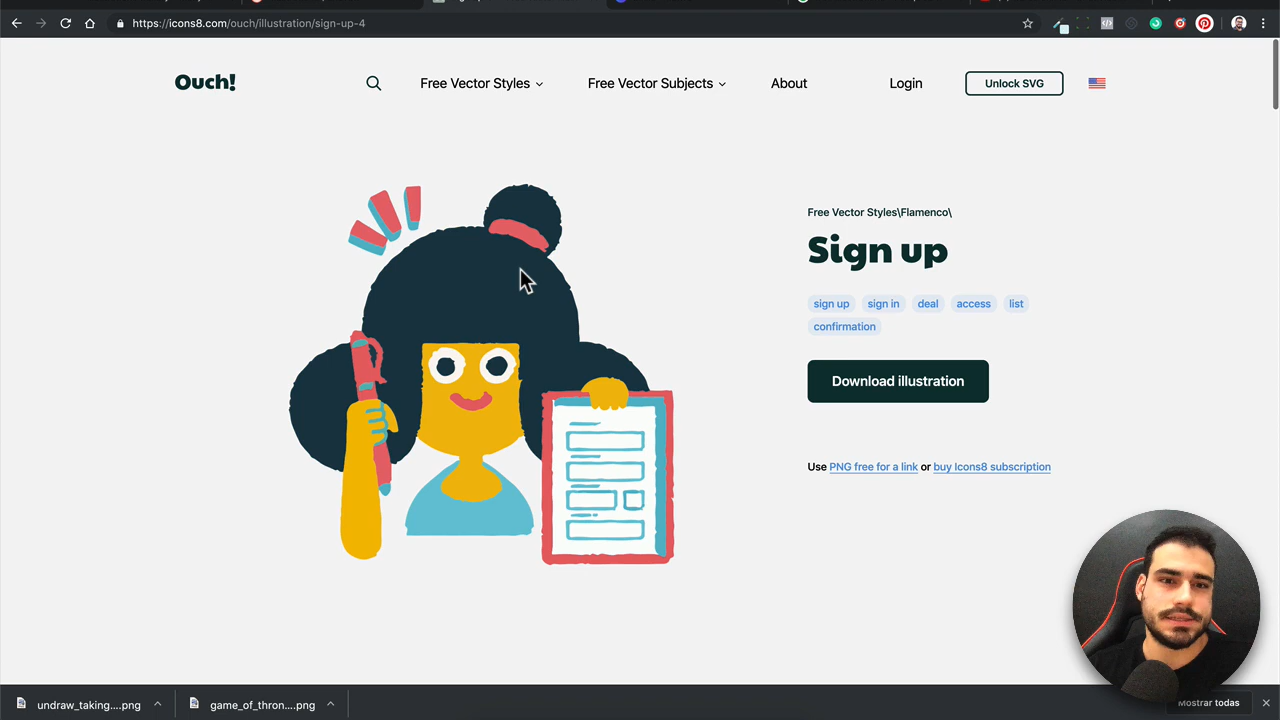 https://icons8.com/ouch/illustration/sign-up-4
Ouch!
Free Vector Styles
Free Vector Subjects
About
Login
Unlock SVG
Free Vector Styles\Flamenco\
Sign up
sign up sign in deal access list
confirmation
Download illustration
Use PNG free for a link or buy Icons8 subscription
undraw_taking....png
game_of_thron....png
Mostrar todas